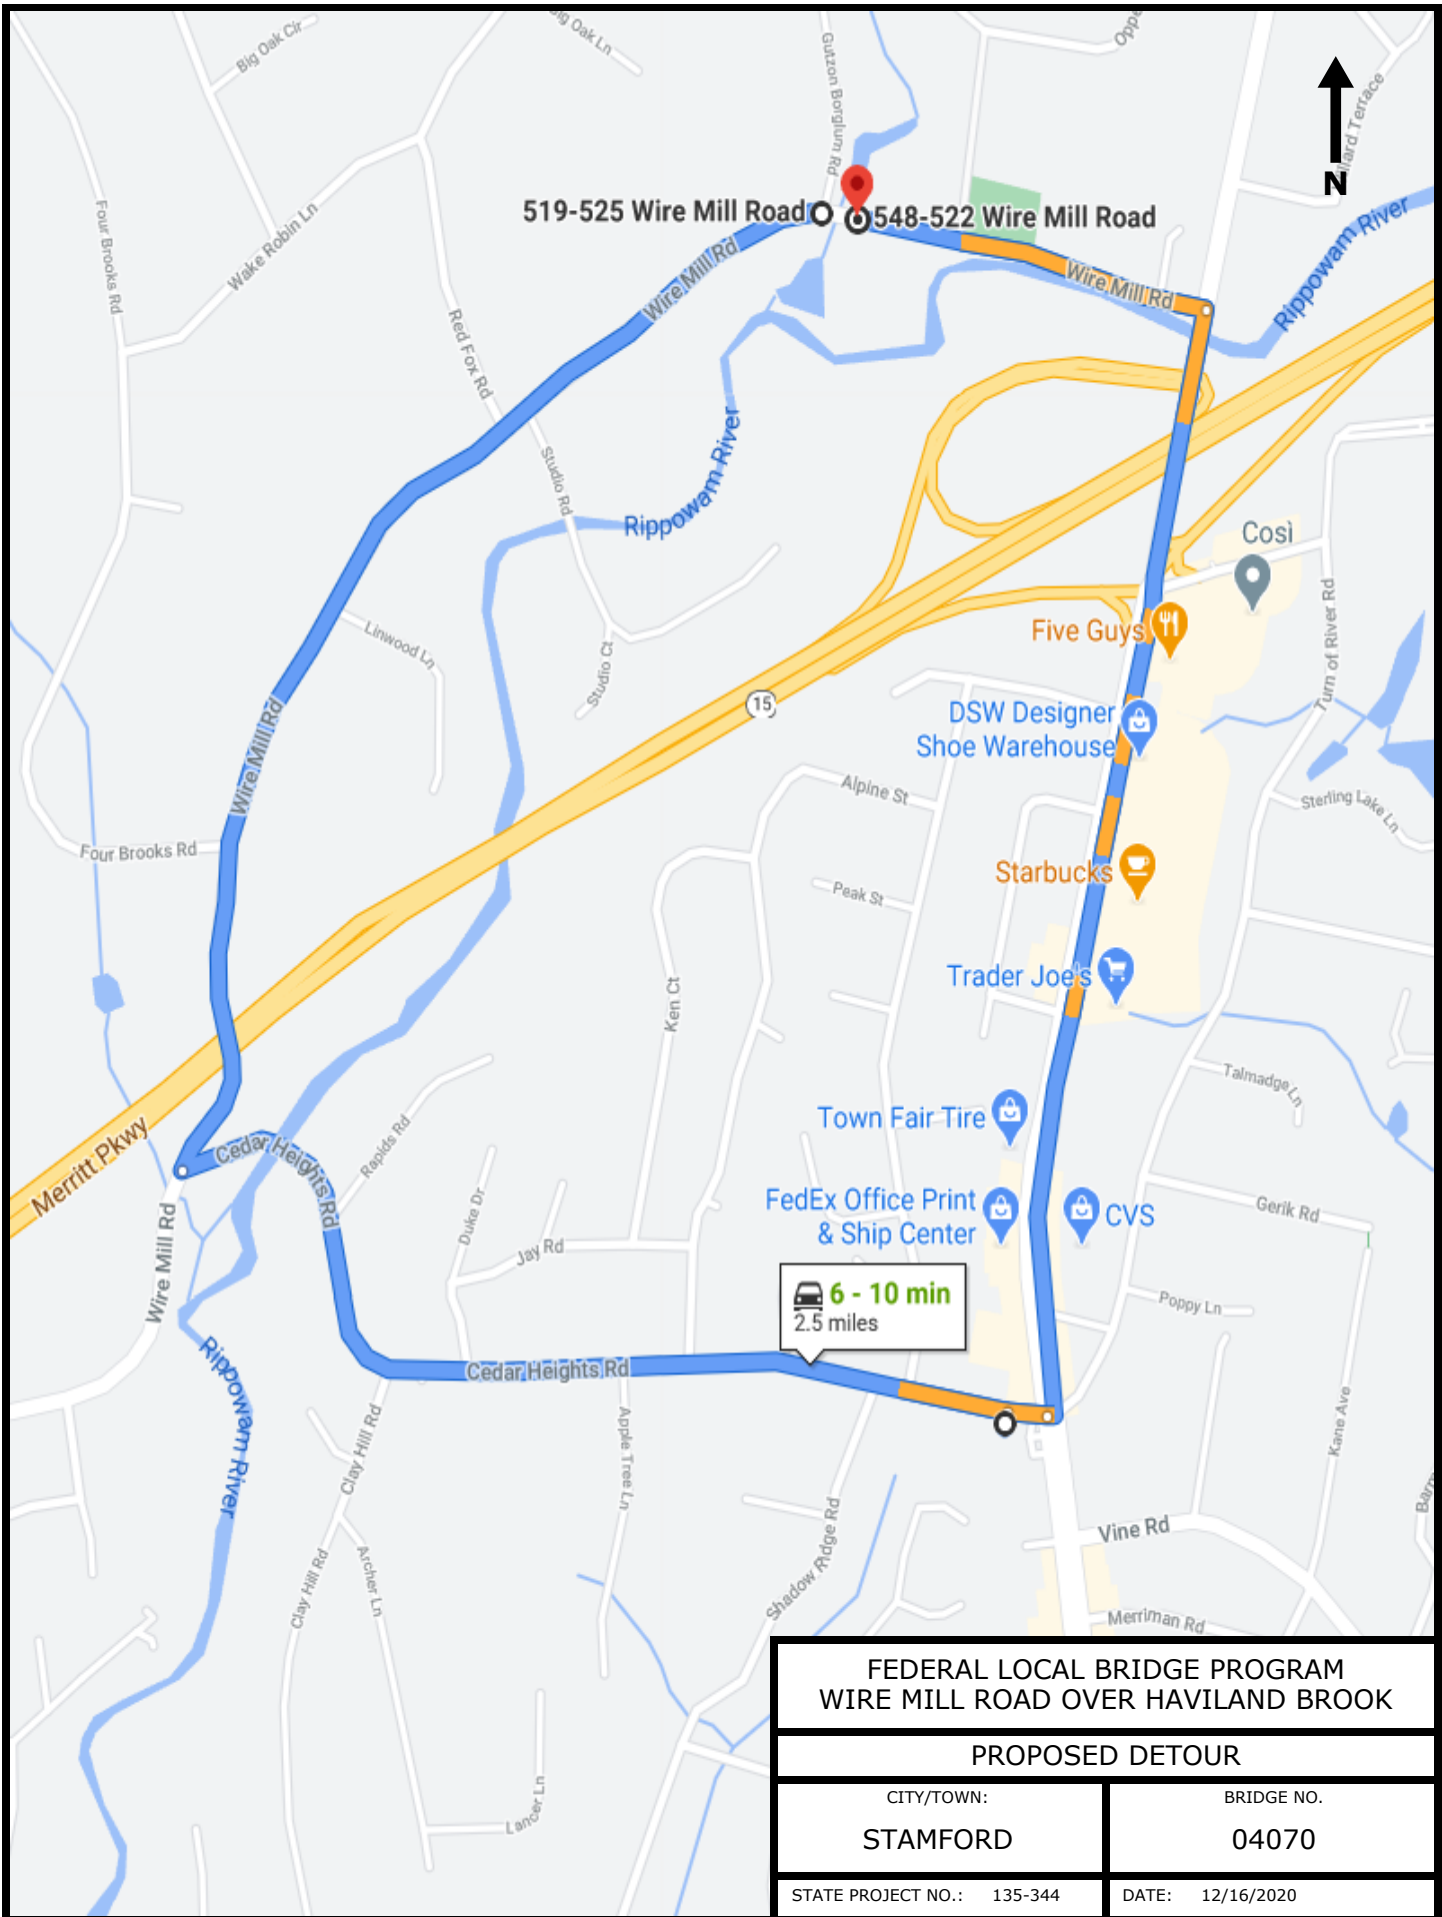 Big Oak Cir
Big Oak Ln
Gutzon Borglum Rd
N
Four Brooks Rd
Wake Robin Ln
519-525 Wire Mill Road
548-522 Wire Mill Road
Wire Mill Rd
Wire Mill Rd
Rippowam River
Red Fox Rd
Studio Rd
Rippowam River
Così
Linwood Ln
Studio Ct
Five Guys
Turn of River Rd
15
DSW Designer
Shoe Warehouse
Wire Mill Rd
Alpine St
Sterling Lake Ln
Four Brooks Rd
Starbucks
Peak St
Trader Joe's
Ken Ct
Talmadge Ln
Town Fair Tire
Merritt Pkwy
Cedar Heights Rd
Rapids Rd
FedEx Office Print
& Ship Center
CVS
Gerik Rd
Duke Dr
Jay Rd
Wire Mill Rd
6 - 10 min
2.5 miles
Poppy Ln
Rippowam River
Cedar Heights Rd
Kane Ave
Clay Hill Rd
Apple Tree Ln
Vine Rd
Shadow Ridge Rd
Clay Hill Rd
Archer Ln
Merriman Rd
Lancer Ln
FEDERAL LOCAL BRIDGE PROGRAM
WIRE MILL ROAD OVER HAVILAND BROOK
PROPOSED DETOUR
CITY/TOWN:
STAMFORD
BRIDGE NO.
04070
STATE PROJECT NO.: 135-344
DATE: 12/16/2020